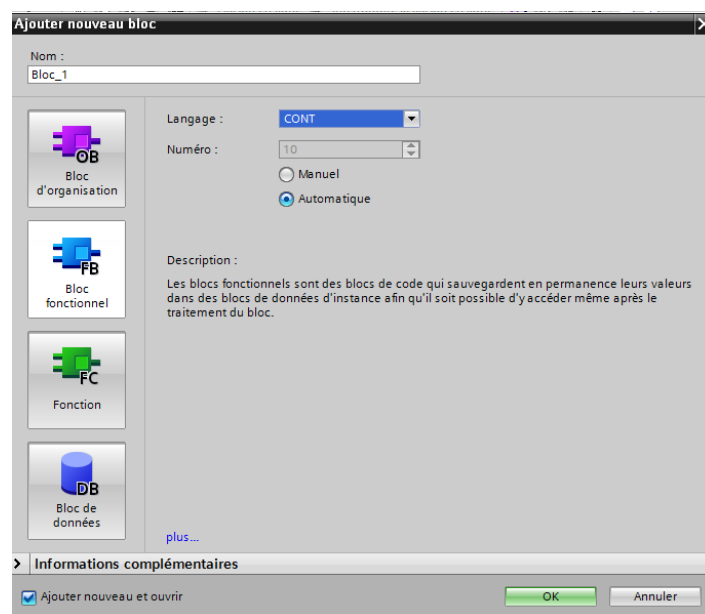 Ajouter nouveau bloc
Nom :
Bloc_1
OB
Bloc
d'organisation
FB
Bloc
fonctionnel
FC
Fonction
DB
Bloc de
données
Langage :
CONT
Numéro :
10
Manuel
Automatique
Description :
Les blocs fonctionnels sont des blocs de code qui sauvegardent en permanence leurs valeurs
dans des blocs de données d'instance afin qu'il soit possible d'y accéder même après le
traitement du bloc.
plus...
Informations complémentaires
Ajouter nouveau et ouvrir
OK
Annuler